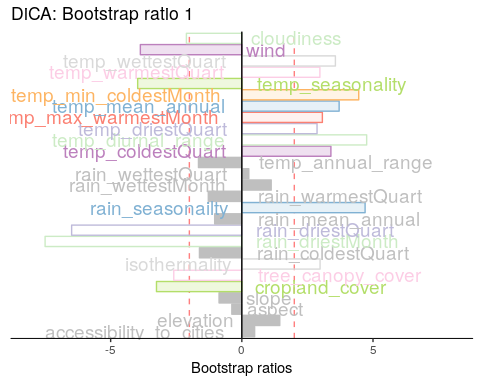 DiCA: Bootstrap ratio 1
cloudiness
wind
temp_wettestQuart
temp_warmestQuart
temp_seasonality
temp_min_coldestMonth
temp_mean_annual
mp_max_warmestMonth
temp_driestQuart
temp_diurnal_range
temp_coldestQuart
temp_annual_range
rain_wettestQuart
rain_wettestMonth
rain_warmestQuart
rain_seasonailty
rain_mean_annual
rain_driestQuart
rain_driestMonth
rain_coldestQuart
isothermality
tree_canopy_cover
cropland_cover
slope
aspect
elevation
accessibility_to_cities
-5 0 5
Bootstrap ratios